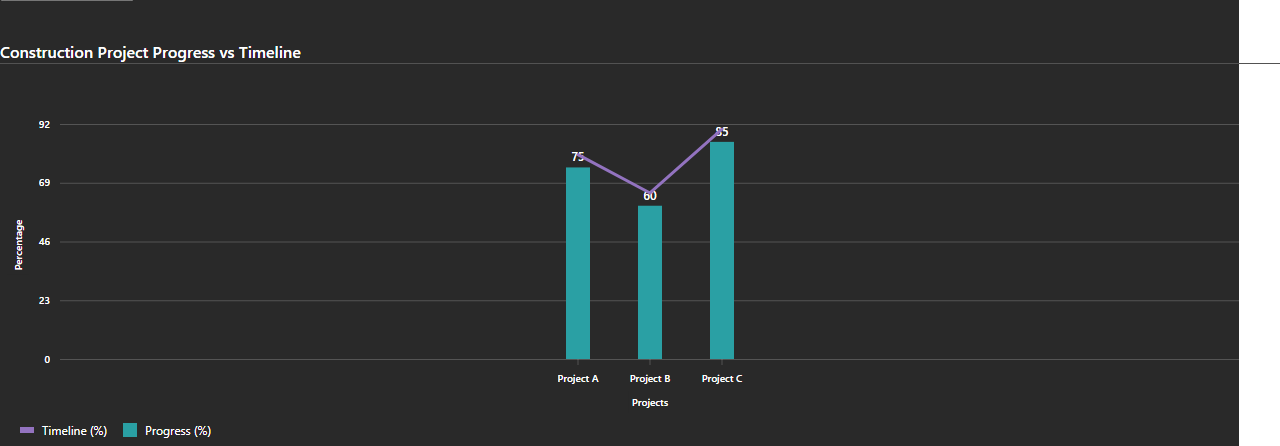 Construction Project Progress vs Timeline
92
69
46
23
0
Percentage
75
60
85
Project A Project B Project C
Projects
Timeline (%) Progress (%)